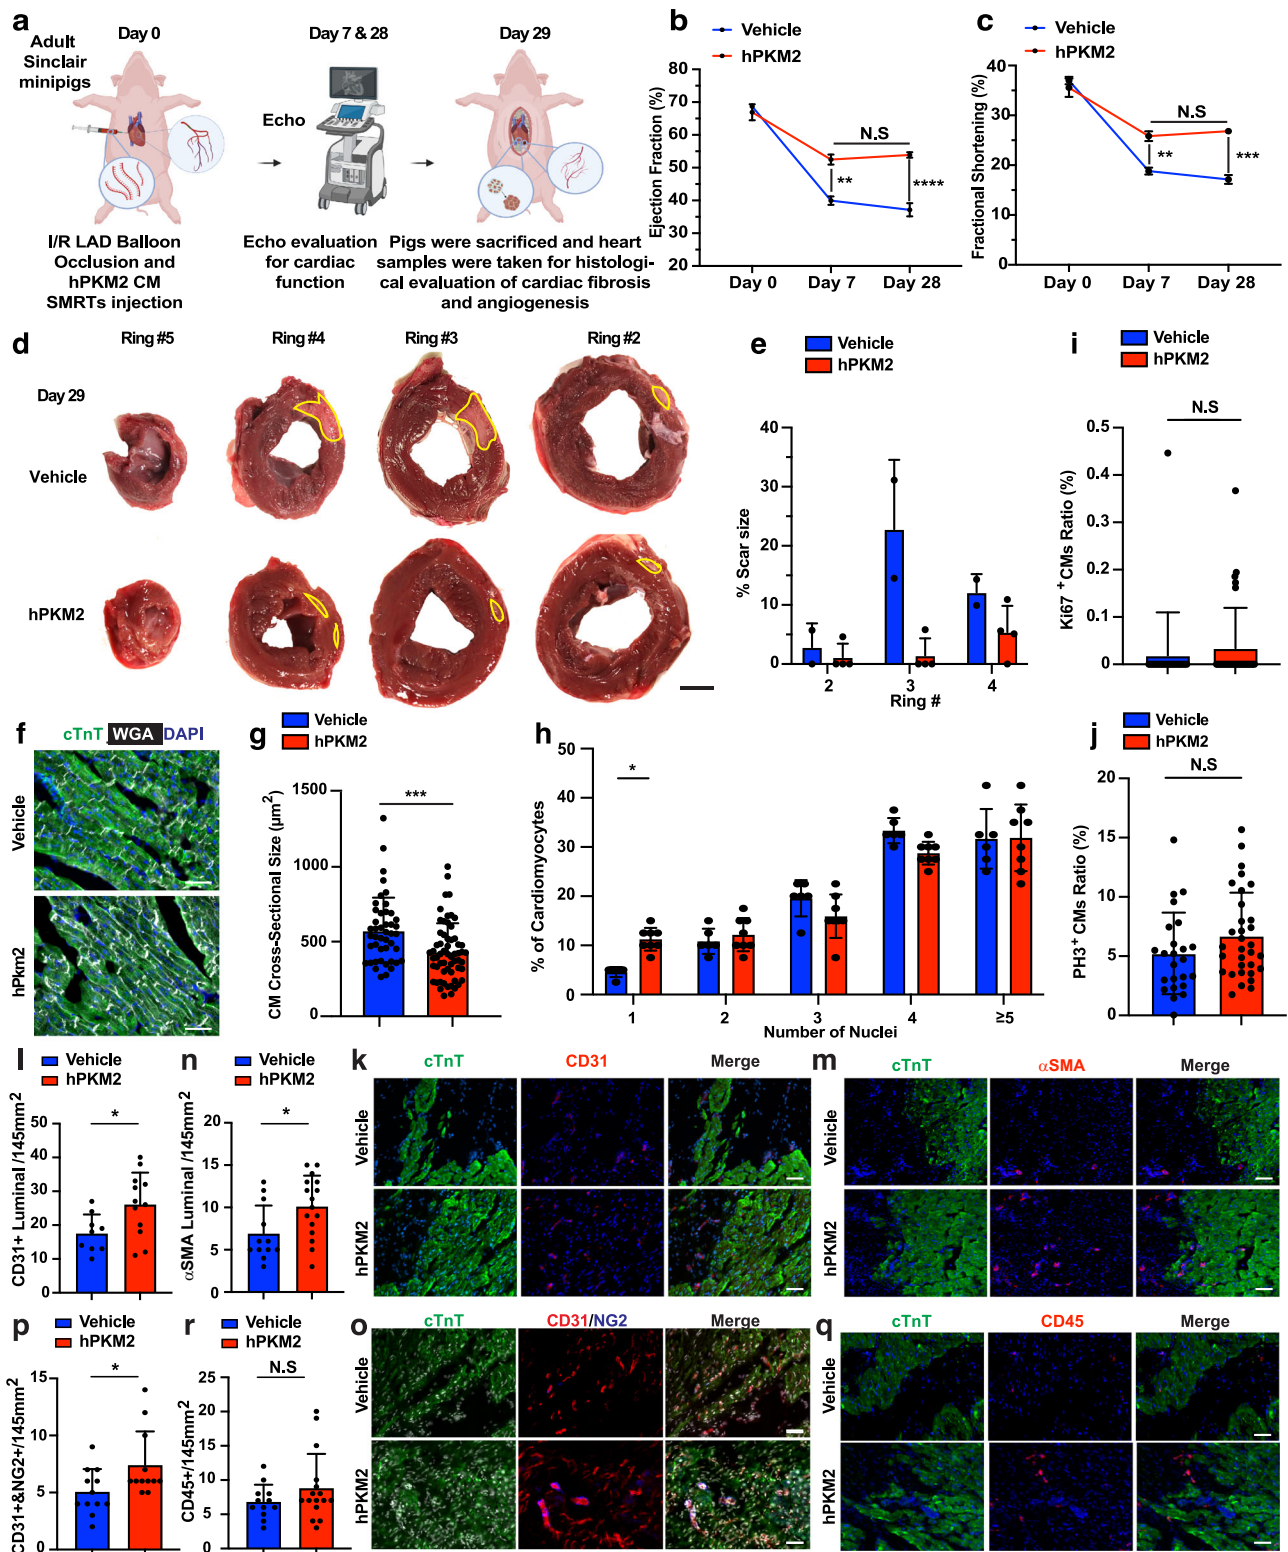 a
Adult
Sinclair
minipigs
Day 0
Day 7 & 28
Day 29
Echo
I/R LAD Balloon
Occlusion and
hPKM2 CM
SMRTs injection
Echo evaluation
for cardiac
function
Pigs were sacrificed and heart
samples were taken for histologi-
cal evaluation of cardiac fibrosis
and angiogenesis
b
Vehicle
hPKM2
Ejection Fraction (%)
80
70
60
50
40
30
20
N.S
**
****
Day 0 Day 7 Day 28
c
Vehicle
hPKM2
Fractional Shortening (%)
40
30
20
10
0
N.S
**
***
Day 0 Day 7 Day 28
d
Ring #5 Ring #4 Ring #3 Ring #2
Day 29
Vehicle
hPKM2
e
Vehicle
hPKM2
% Scar size
40
30
20
10
0
2 3 4
Ring #
i
Vehicle
hPKM2
N.S
Ki67 + CMs Ratio (%)
0.5
0.4
0.3
0.2
0.1
0
f
cTnT WGA DAPI
Vehicle
hPkm2
g
Vehicle
hPKM2
CM Cross-Sectional Size (µm²)
1500
1000
500
0
***
h
Vehicle
hPKM2
% of Cardiomyocytes
50
40
30
20
10
0
*
1 2 3 4 ≥5
Number of Nuclei
j
Vehicle
hPKM2
N.S
PH3⁺ CMs Ratio (%)
20
15
10
5
0
l
Vehicle
hPKM2
CD31+ Luminal /145mm²
50
40
30
20
10
0
*
n
Vehicle
hPKM2
αSMA Luminal/145mm²
20
15
10
5
0
*
k
cTnT CD31 Merge
Vehicle
hPKM2
m
cTnT αSMA Merge
Vehicle
hPKM2
p
Vehicle
hPKM2
CD31+&NG2+/145mm²
15
10
5
0
*
r
Vehicle
hPKM2
CD45+/145mm²
25
20
15
10
5
0
N.S
o
cTnT CD31/NG2 Merge
Vehicle
hPKM2
q
cTnT CD45 Merge
Vehicle
hPKM2